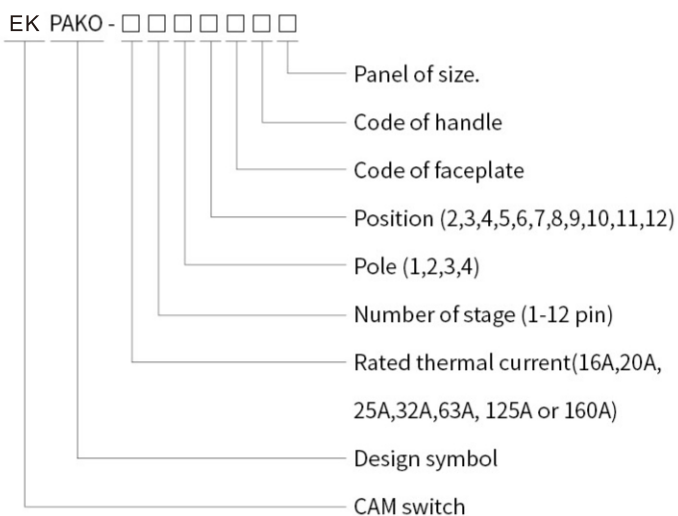 EK PAKO - □ □ □ □ □ □ □
Panel of size.
Code of handle
Code of faceplate
Position (2,3,4,5,6,7,8,9,10,11,12)
Pole (1,2,3,4)
Number of stage (1-12 pin)
Rated thermal current(16A,20A,
25A,32A,63A, 125A or 160A)
Design symbol
CAM switch